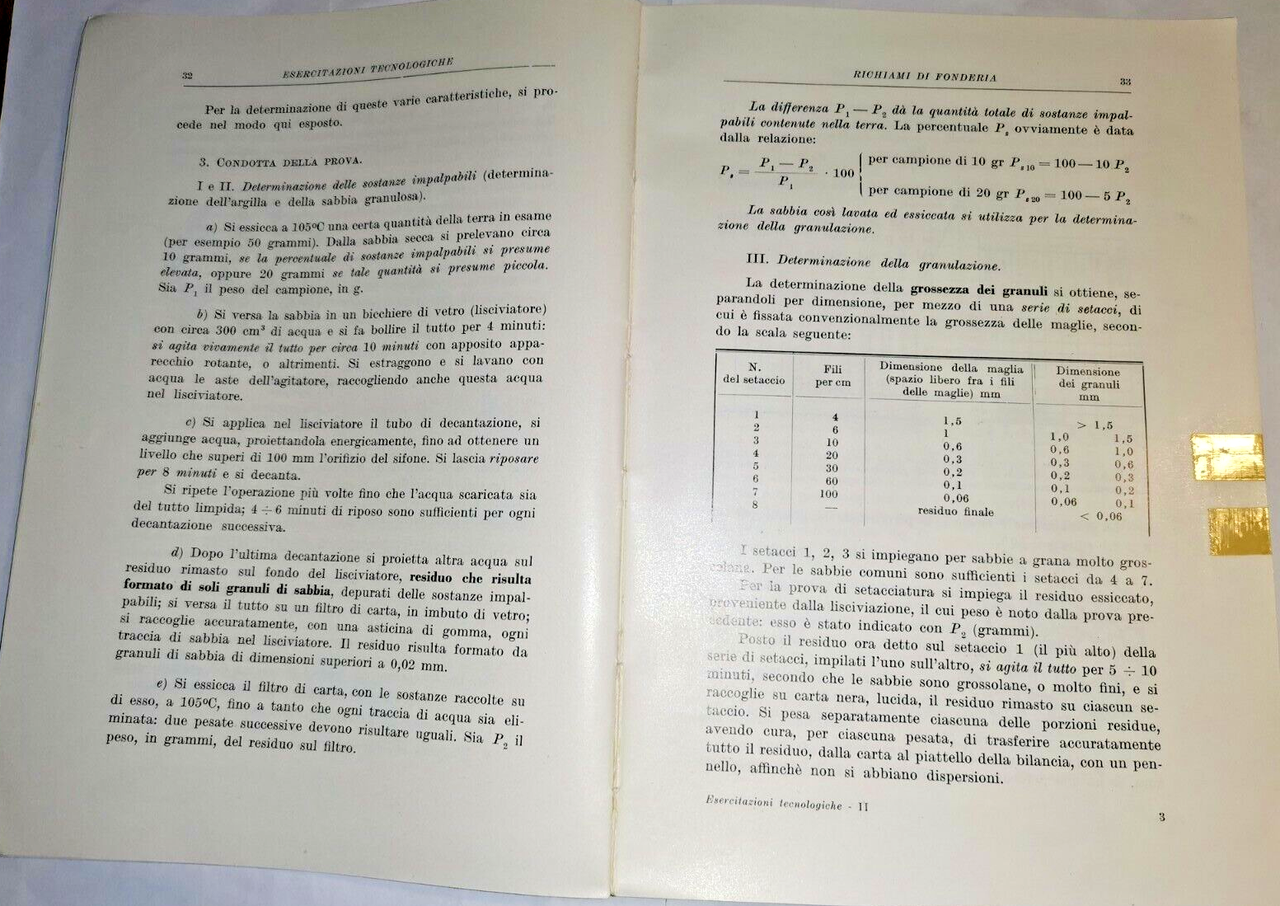 32 ESERCITAZIONI TECNOLOGICHE
Per la determinazione di queste varie caratteristiche, si pro-
cede nel modo qui esposto.
3. CONDOTTA DELLA PROVA.
I e II. Determinazione delle sostanze impalpabili (determina-
zione dell'argilla e della sabbia granulosa).
a) Si essicca a 105ºC una certa quantità della terra in esame
(per esempio 50 grammi). Dalla sabbia secca si prelevano circa
10 grammi, se la percentuale di sostanze impalpabili si presume
elevata, oppure 20 grammi se tale quantità si presume piccola.
Sia P₁ il peso del campione, in g.
b) Si versa la sabbia in un bicchiere di vetro (lisciviatore)
con circa 300 cm³ di acqua e si fa bollire il tutto per 4 minuti:
si agita vivamente il tutto per circa 10 minuti con apposito appa-
recchio rotante, o altrimenti. Si estraggono e si lavano con
acqua le aste dell'agitatore, raccogliendo anche questa acqua
nel lisciviatore.
c) Si applica nel lisciviatore il tubo di decantazione, si
aggiunge acqua, proiettandola energicamente, fino ad ottenere un
livello che superi di 100 mm l'orifizio del sifone. Si lascia riposare
per 8 minuti e si decanta.
Si ripete l'operazione più volte fino che l'acqua scaricata sia
del tutto limpida; 4 ÷ 6 minuti di riposo sono sufficienti per ogni
decantazione successiva.
d) Dopo l'ultima decantazione si proietta altra acqua sul
residuo rimasto sul fondo del lisciviatore, residuo che risulta
formato di soli granuli di sabbia, depurati delle sostanze impal-
pabili; si versa il tutto su un filtro di carta, in imbuto di vetro;
si raccoglie accuratamente, con una asticina di gomma, ogni
traccia di sabbia nel lisciviatore. Il residuo risulta formato da
granuli di sabbia di dimensioni superiori a 0,02 mm.
e) Si essicca il filtro di carta, con le sostanze raccolte su
di esso, a 105ºC, fino a tanto che ogni traccia di acqua sia eli-
minata: due pesate successive devono risultare uguali. Sia P₂ il
peso, in grammi, del residuo sul filtro.
RICHIAMI DI FONDERIA 33
La differenza P₁ — P₂ dà la quantità totale di sostanze impal-
pabili contenute nella terra. La percentuale Pₛ ovviamente è data
dalla relazione:
Pₛ = (P₁ — P₂) / P₁ · 100 { per campione di 10 gr Pₛ₁₀ = 100 — 10 P₂
per campione di 20 gr Pₛ₂₀ = 100 — 5 P₂
La sabbia così lavata ed essiccata si utilizza per la determina-
zione della granulazione.
III. Determinazione della granulazione.
La determinazione della grossezza dei granuli si ottiene, se-
parandoli per dimensione, per mezzo di una serie di setacci, di
cui è fissata convenzionalmente la grossezza delle maglie, secon-
do la scala seguente:
N. del setaccio | Fili per cm | Dimensione della maglia (spazio libero fra i fili delle maglie) mm | Dimensione dei granuli mm
1 4 1,5 > 1,5
2 6 1 1,0 1,5
3 10 0,6 0,6 1,0
4 20 0,3 0,3 0,6
5 30 0,2 0,2 0,3
6 60 0,1 0,1 0,2
7 100 0,06 0,06 0,1
8 — residuo finale < 0,06
I setacci 1, 2, 3 si impiegano per sabbie a grana molto gros-
solana. Per le sabbie comuni sono sufficienti i setacci da 4 a 7.
Per la prova di setacciatura si impiega il residuo essiccato,
proveniente dalla lisciviazione, il cui peso è noto dalla prova pre-
cedente: esso è stato indicato con P₂ (grammi).
Posto il residuo ora detto sul setaccio 1 (il più alto) della
serie di setacci, impilati l'uno sull'altro, si agita il tutto per 5 ÷ 10
minuti, secondo che le sabbie sono grossolane, o molto fini, e si
raccoglie su carta nera, lucida, il residuo rimasto su ciascun se-
taccio. Si pesa separatamente ciascuna delle porzioni residue,
avendo cura, per ciascuna pesata, di trasferire accuratamente
tutto il residuo, dalla carta al piattello della bilancia, con un pen-
nello, affinchè non si abbiano dispersioni.
Esercitazioni tecnologiche - II
3